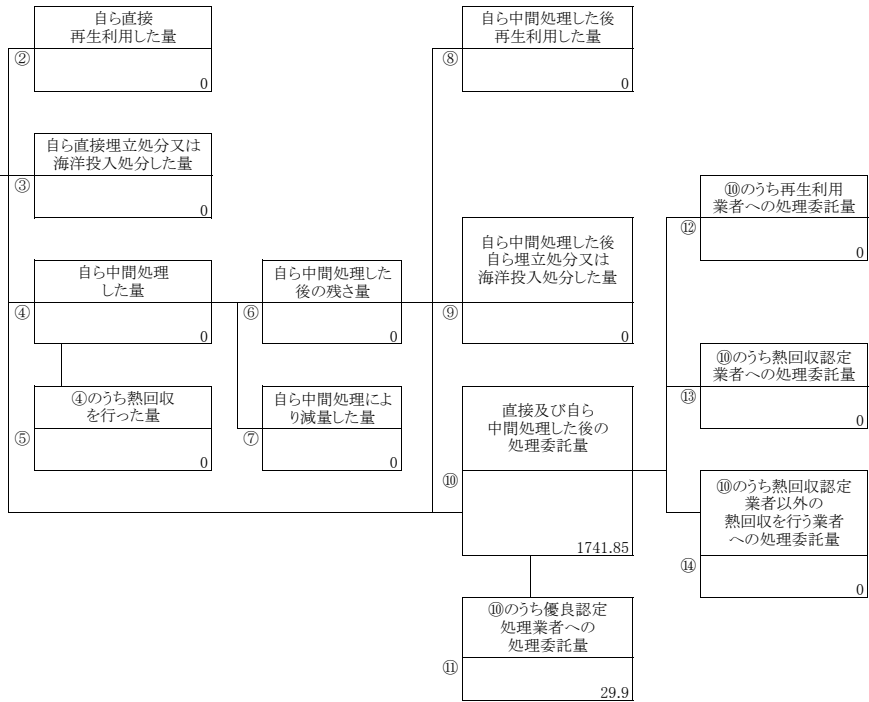 自ら直接
再生利用した量
②
0
自ら直接埋立処分又は
海洋投入処分した量
③
0
自ら中間処理
した量
④
0
④のうち熱回収
を行った量
⑤
0
自ら中間処理した
後の残さ量
⑥
0
自ら中間処理によ
り減量した量
⑦
0
自ら中間処理した後
再生利用した量
⑧
0
自ら中間処理した後
自ら埋立処分又は
海洋投入処分した量
⑨
0
直接及び自ら
中間処理した後の
処理委託量
⑩
1741.85
⑩のうち優良認定
処理業者への
処理委託量
⑪
29.9
⑩のうち再生利用
業者への処理委託量
⑫
0
⑩のうち熱回収認定
業者への処理委託量
⑬
0
⑩のうち熱回収認定
業者以外の
熱回収を行う業者
への処理委託量
⑭
0